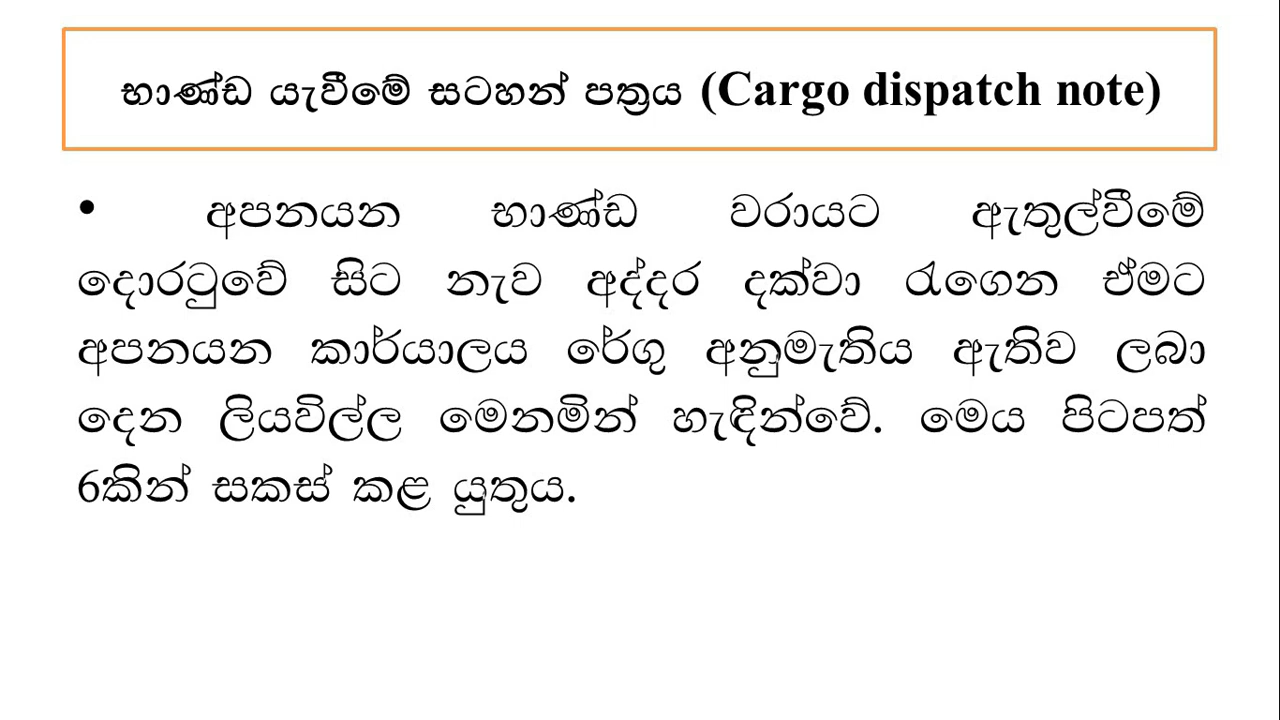 භාණ්ඩ යැවීමේ සටහන් පත්‍රය (Cargo dispatch note)
• අපනයන භාණ්ඩ වරායට ඇතුල්වීමේ
දොරටුවේ සිට නැව අද්දර දක්වා රැගෙන ඒමට
අපනයන කාර්යාලය රේගු අනුමැතිය ඇතිව ලබා
දෙන ලියවිල්ල මෙනමින් හැඳින්වේ. මෙය පිටපත්
6කින් සකස් කළ යුතුය.